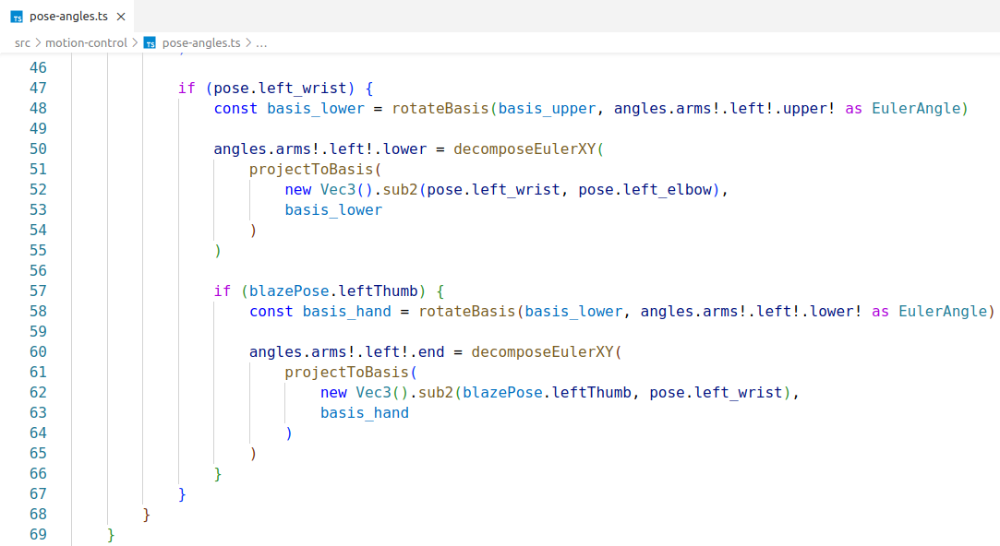 TS pose-angles.ts ×
src > motion-control > TS pose-angles.ts > ...
46
47 if (pose.left_wrist) {
48 const basis_lower = rotateBasis(basis_upper, angles.arms!.left!.upper! as EulerAngle)
49
50 angles.arms!.left!.lower = decomposeEulerXY(
51 projectToBasis(
52 new Vec3().sub2(pose.left_wrist, pose.left_elbow),
53 basis_lower
54 )
55 )
56
57 if (blazePose.leftThumb) {
58 const basis_hand = rotateBasis(basis_lower, angles.arms!.left!.lower! as EulerAngle)
59
60 angles.arms!.left!.end = decomposeEulerXY(
61 projectToBasis(
62 new Vec3().sub2(blazePose.leftThumb, pose.left_wrist),
63 basis_hand
64 )
65 )
66 }
67 }
68 }
69 }